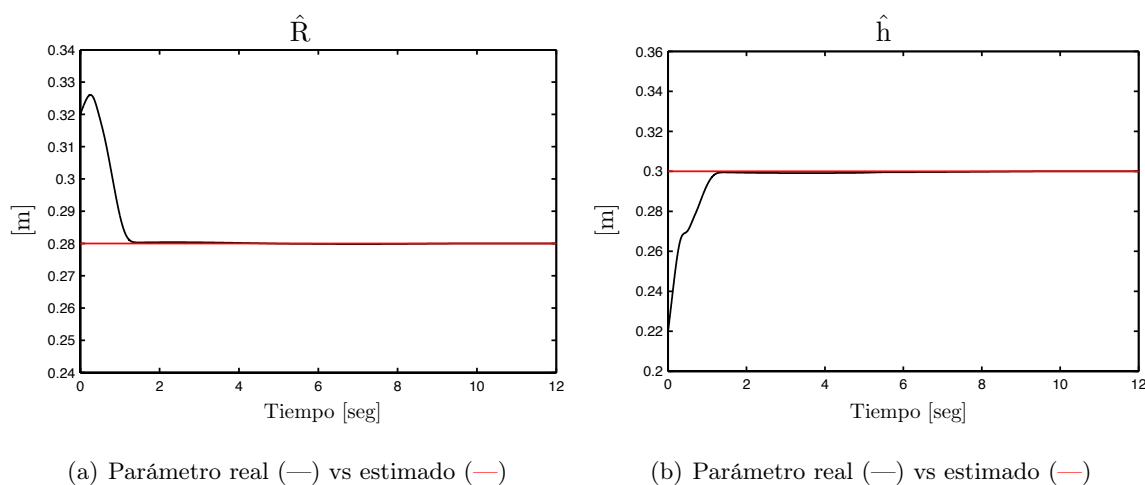 R̂
0.34
0.33
0.32
0.31
0.3
0.29
0.28
0.27
0.26
0.25
0.24
[m]
0 2 4 6 8 10 12
Tiempo [seg]
(a) Parámetro real (—) vs estimado (—)
ĥ
0.36
0.34
0.32
0.3
0.28
0.26
0.24
0.22
0.2
[m]
0 2 4 6 8 10 12
Tiempo [seg]
(b) Parámetro real (—) vs estimado (—)